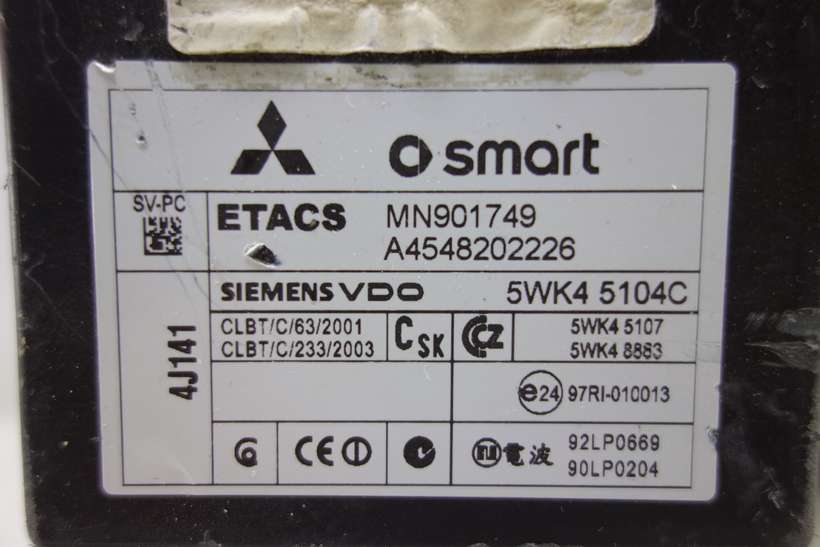 smart
SV-PC
ETACS MN901749
A4548202226
SIEMENS VDO 5WK4 5104C
4J141
CLBT/C/63/2001
CLBT/C/233/2003
CSK
CCZ
5WK4 5107
5WK4 8863
e24 97RI-010013
CE
電波
92LP0669
90LP0204